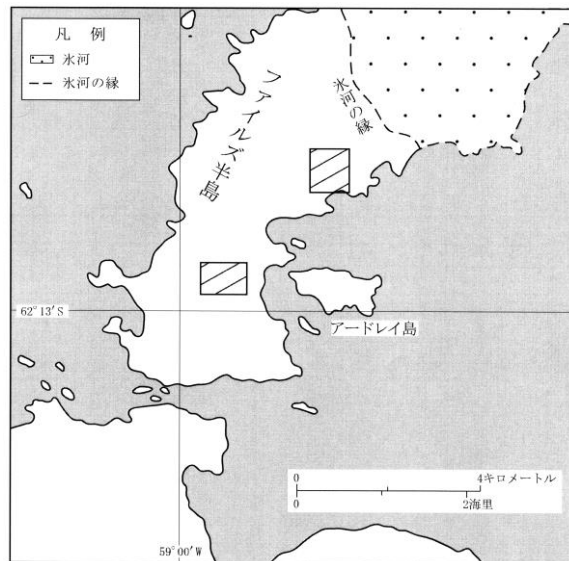 凡 例
氷河
氷河の縁
ファイルズ半島
氷河の縁
62°13′S
アードレイ島
0 4キロメートル
0 2海里
59°00′W